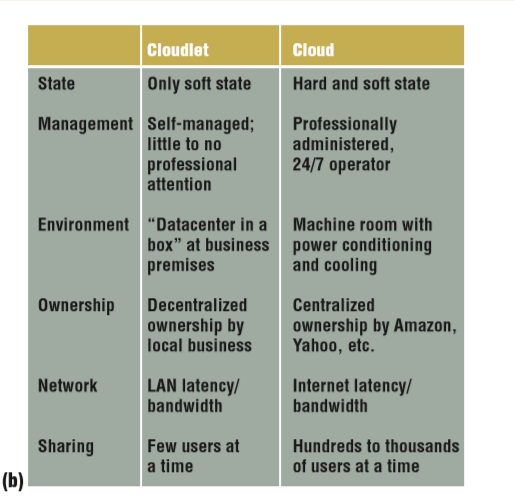 Cloudlet Cloud
State Only soft state Hard and soft state
Management Self-managed; Professionally
little to no administered,
professional 24/7 operator
attention
Environment “Datacenter in a Machine room with
box” at business power conditioning
premises and cooling
Ownership Decentralized Centralized
ownership by ownership by Amazon,
local business Yahoo, etc.
Network LAN latency/ Internet latency/
bandwidth bandwidth
Sharing Few users at Hundreds to thousands
a time of users at a time
(b)